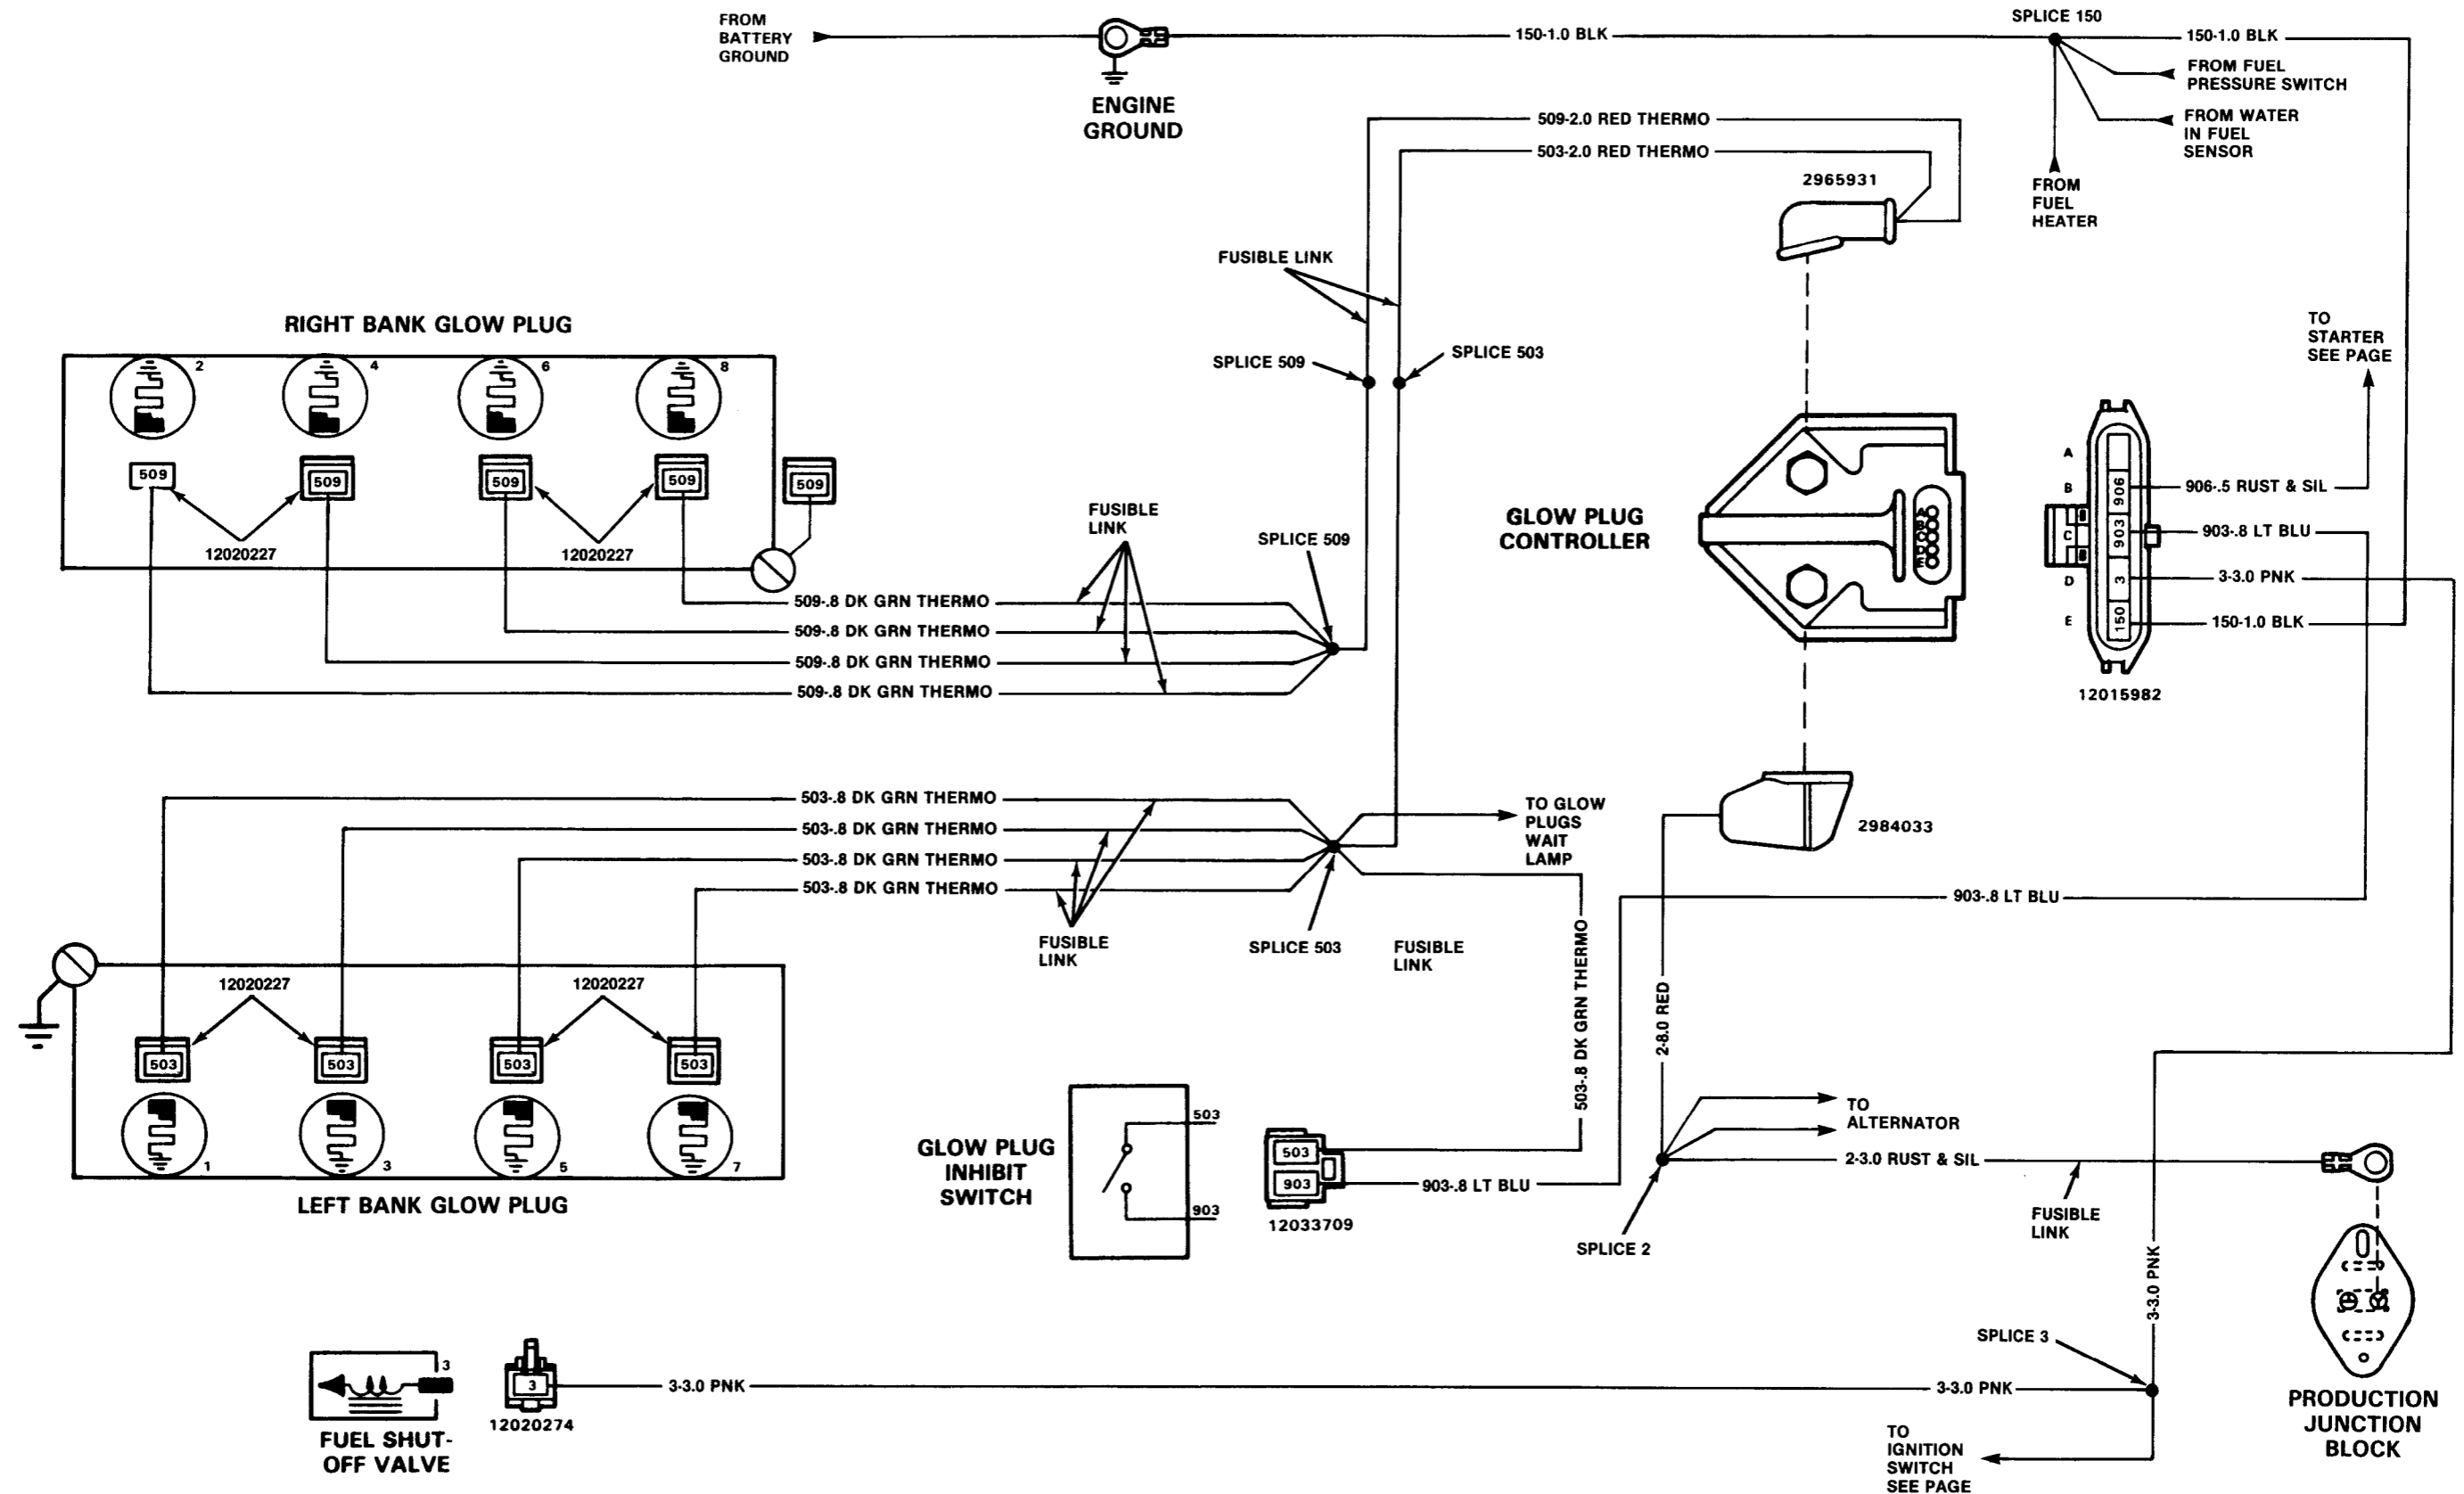 FROM
BATTERY
GROUND
150-1.0 BLK
SPLICE 150
150-1.0 BLK
FROM FUEL
PRESSURE SWITCH
FROM WATER
IN FUEL
SENSOR
FROM
FUEL
HEATER
ENGINE
GROUND
509-2.0 RED THERMO
503-2.0 RED THERMO
2965931
FUSIBLE LINK
SPLICE 509
SPLICE 503
TO
STARTER
SEE PAGE
RIGHT BANK GLOW PLUG
2
4
6
8
509
509
509
509
509
12020227
12020227
FUSIBLE
LINK
SPLICE 509
509-.8 DK GRN THERMO
509-.8 DK GRN THERMO
509-.8 DK GRN THERMO
509-.8 DK GRN THERMO
GLOW PLUG
CONTROLLER
A
B
C
D
E
A
B
C
D
E
906
903
3
150
906-.5 RUST & SIL
903-.8 LT BLU
3-3.0 PNK
150-1.0 BLK
12015982
503-.8 DK GRN THERMO
503-.8 DK GRN THERMO
503-.8 DK GRN THERMO
503-.8 DK GRN THERMO
TO GLOW
PLUGS
WAIT
LAMP
2984033
FUSIBLE
LINK
SPLICE 503
FUSIBLE
LINK
903-.8 LT BLU
503-.8 DK GRN THERMO
2-8.0 RED
12020227
12020227
503
503
503
503
1
3
5
7
LEFT BANK GLOW PLUG
GLOW PLUG
INHIBIT
SWITCH
503
903
503
903
12033709
903-.8 LT BLU
TO
ALTERNATOR
2-3.0 RUST & SIL
FUSIBLE
LINK
SPLICE 2
3-3.0 PNK
SPLICE 3
PRODUCTION
JUNCTION
BLOCK
3
FUEL SHUT-
OFF VALVE
3
12020274
3-3.0 PNK
3-3.0 PNK
TO
IGNITION
SWITCH
SEE PAGE